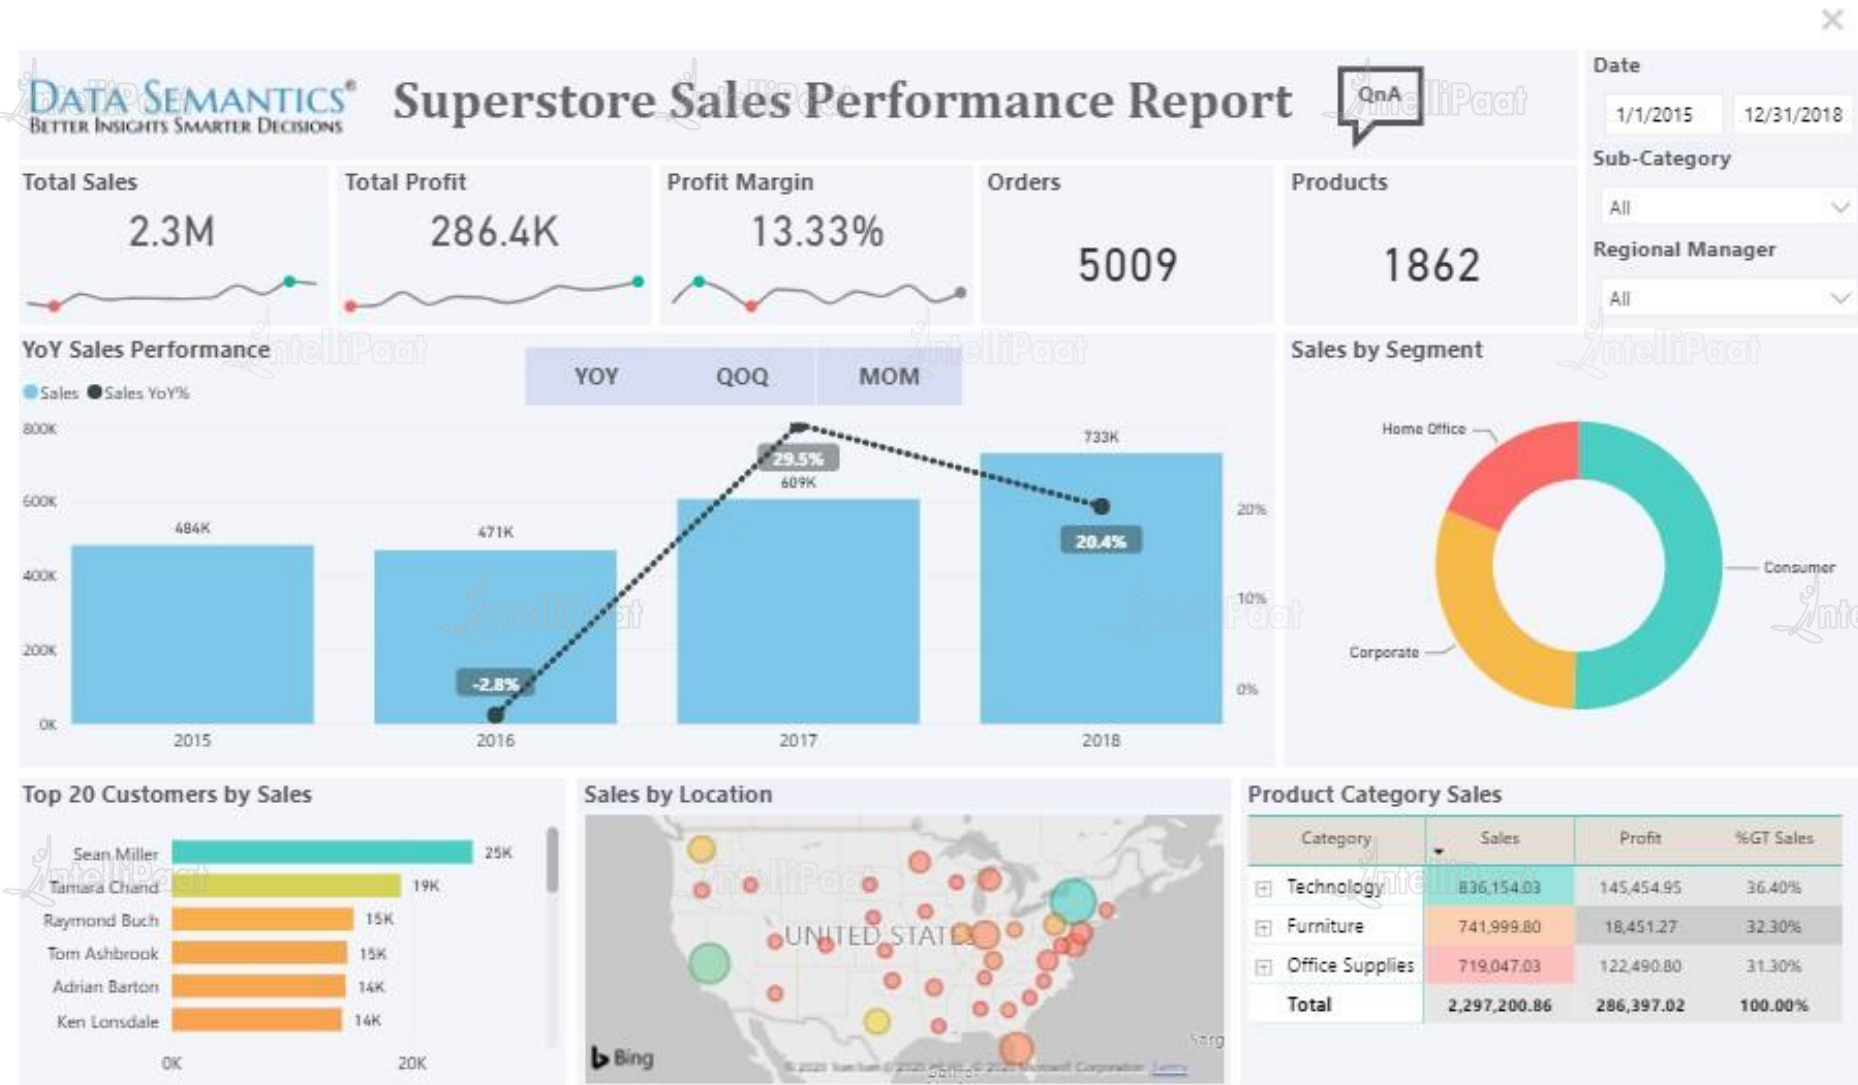 DATA SEMANTICS®
BETTER INSIGHTS SMARTER DECISIONS
Superstore Sales Performance Report
QnA
Date
1/1/2015 12/31/2018
Sub-Category
All
Regional Manager
All
Total Sales
2.3M
Total Profit
286.4K
Profit Margin
13.33%
Orders
5009
Products
1862
YoY Sales Performance
Sales Sales YoY%
YOY QOQ MOM
800K
600K
400K
200K
0K
484K
471K
609K
733K
-2.8%
29.5%
20.4%
20%
10%
0%
2015 2016 2017 2018
Sales by Segment
Home Office
Consumer
Corporate
Top 20 Customers by Sales
Sean Miller 25K
Tamara Chand 19K
Raymond Buch 15K
Tom Ashbrook 15K
Adrian Barton 14K
Ken Lonsdale 14K
0K 20K
Sales by Location
UNITED STATES
Bing
Microsoft Corporation Terms
Product Category Sales
Category Sales Profit %GT Sales
Technology 836,154.03 145,454.95 36.40%
Furniture 741,999.80 18,451.27 32.30%
Office Supplies 719,047.03 122,490.80 31.30%
Total 2,297,200.86 286,397.02 100.00%
IntelliPaat